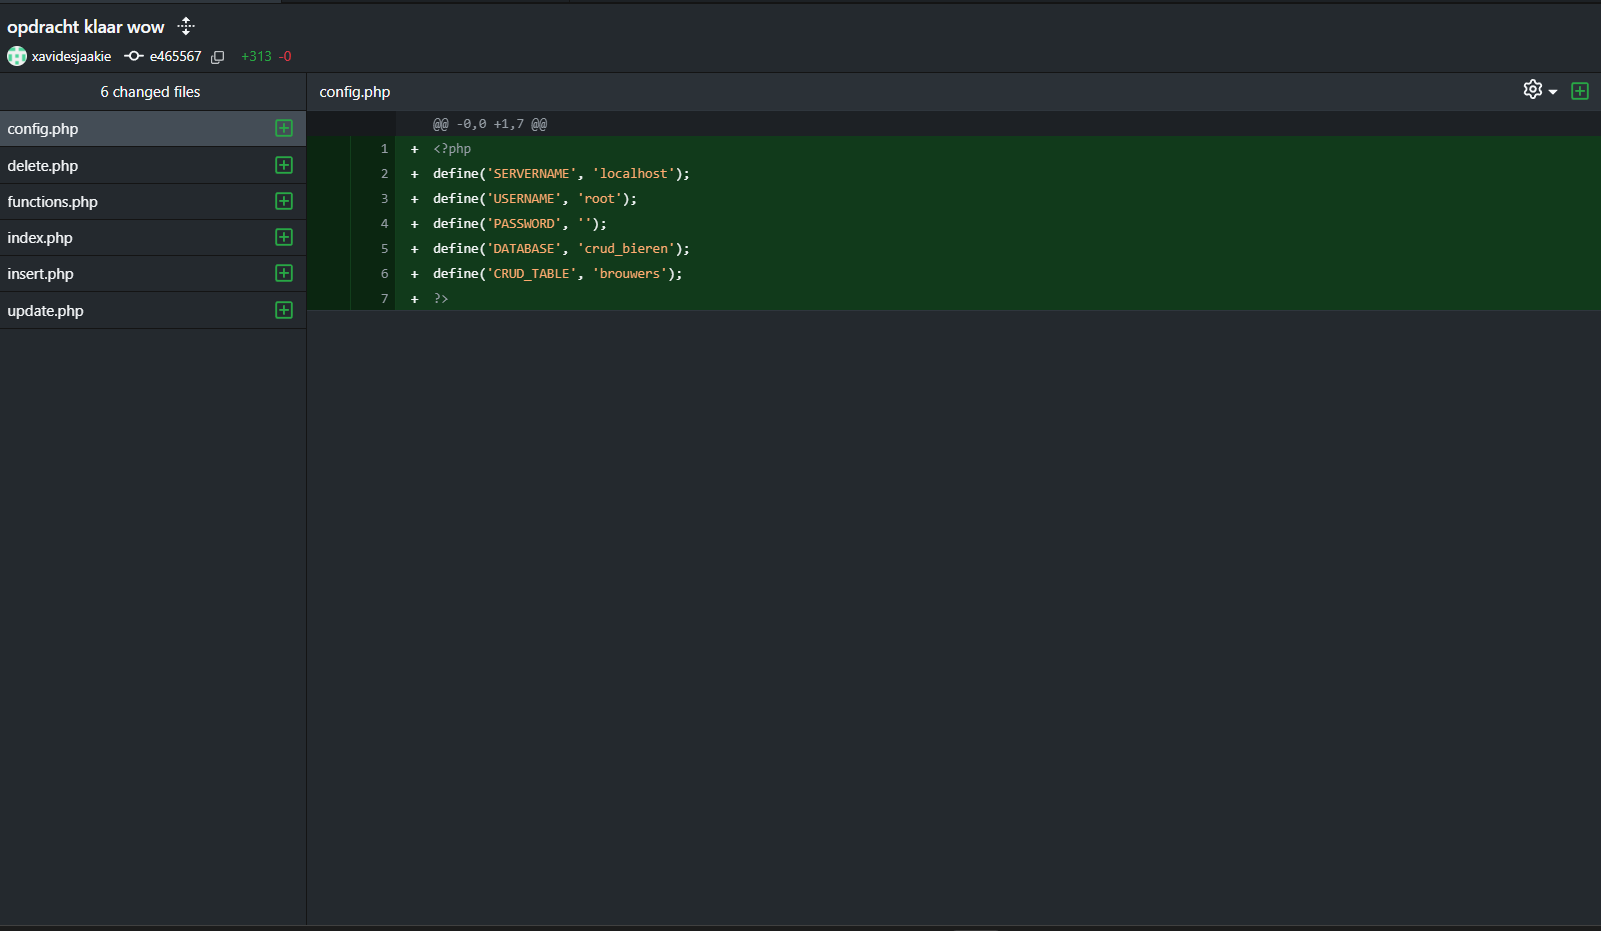 opdracht klaar wow
xavidesjaakie e465567 +313 -0
6 changed files
config.php
delete.php
functions.php
index.php
insert.php
update.php
config.php
@@ -0,0 +1,7 @@
1 + <?php
2 + define('SERVERNAME', 'localhost');
3 + define('USERNAME', 'root');
4 + define('PASSWORD', '');
5 + define('DATABASE', 'crud_bieren');
6 + define('CRUD_TABLE', 'brouwers');
7 + ?>